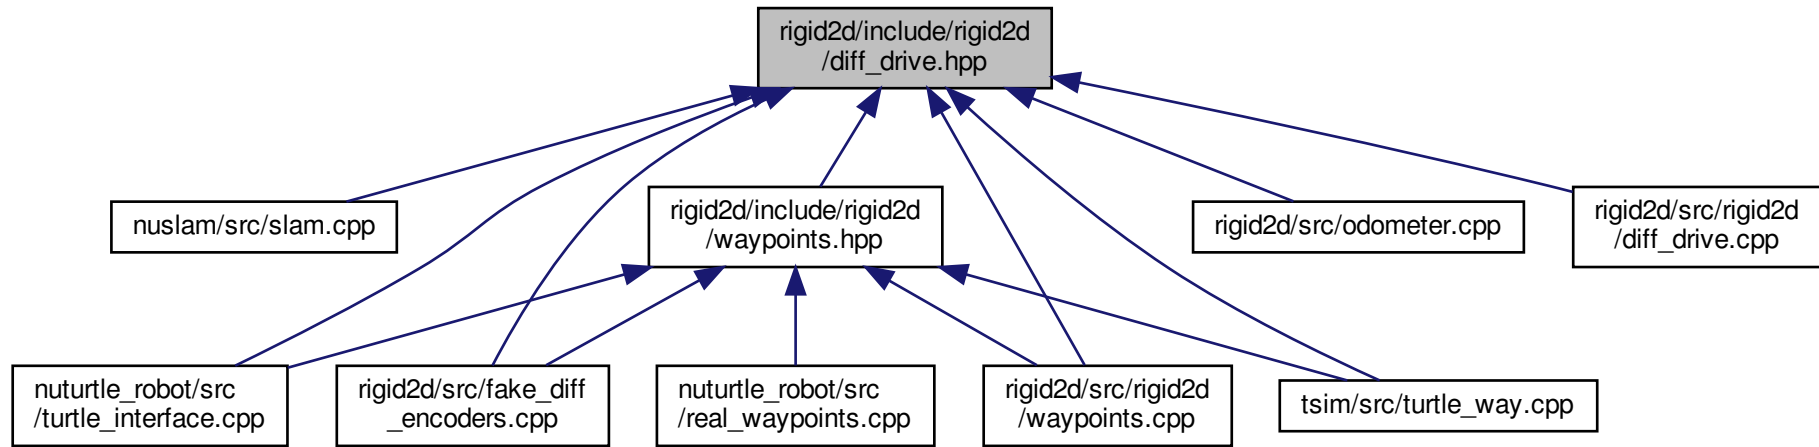 rigid2d/include/rigid2d
/diff_drive.hpp
nuslam/src/slam.cpp
rigid2d/include/rigid2d
/waypoints.hpp
rigid2d/src/odometer.cpp
rigid2d/src/rigid2d
/diff_drive.cpp
nuturtle_robot/src
/turtle_interface.cpp
rigid2d/src/fake_diff
_encoders.cpp
nuturtle_robot/src
/real_waypoints.cpp
rigid2d/src/rigid2d
/waypoints.cpp
tsim/src/turtle_way.cpp